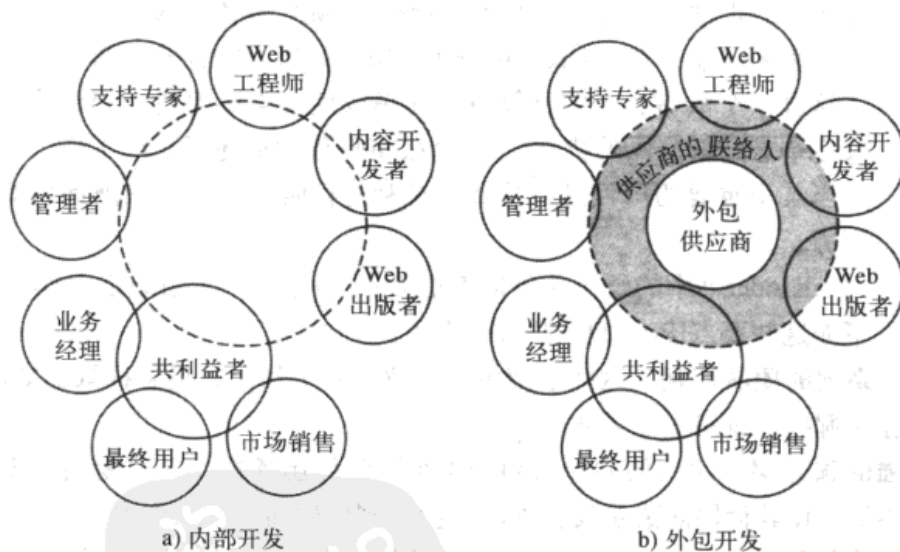 Web
工程师
支持专家
内容开
发者
管理者
Web
出版者
业务
经理
共利益者
最终用户
市场销售
a) 内部开发
Web
工程师
支持专家
供应商的联络人
内容开
发者
管理者
外包
供应商
Web
出版者
业务
经理
共利益者
最终用户
市场销售
b) 外包开发